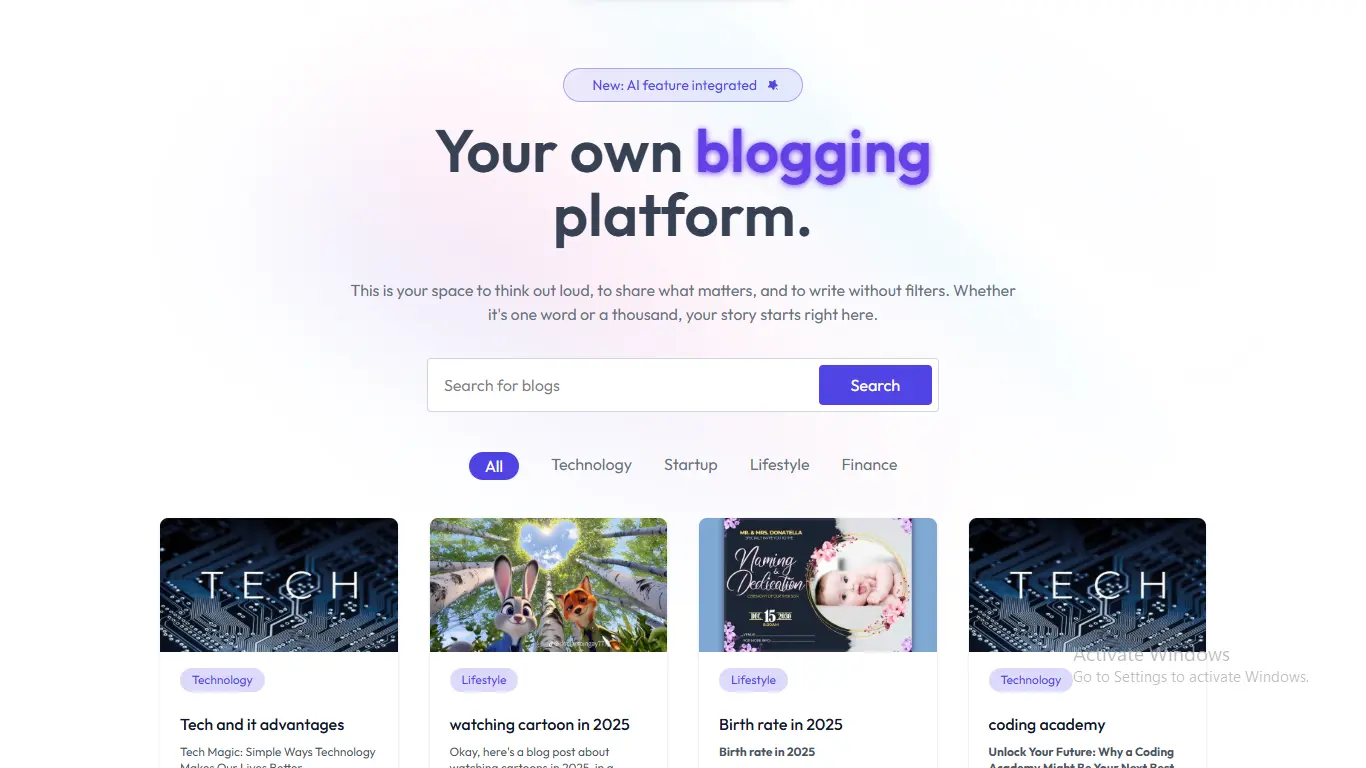 New: AI feature integrated
Your own blogging
platform.
This is your space to think out loud, to share what matters, and to write without filters. Whether
it's one word or a thousand, your story starts right here.
Search for blogs
Search
All
Technology
Startup
Lifestyle
Finance
TECH
MR. & MRS. DONATELLA
Naming
&
Dedication
DEC 15 2030
TECH
Technology
Lifestyle
Lifestyle
Technology
Activate Windows
Go to Settings to activate Windows.
Tech and it advantages
watching cartoon in 2025
Birth rate in 2025
coding academy
Tech Magic: Simple Ways Technology
Makes Our Lives Better
Okay, here's a blog post about
watching cartoons in 2025, in a
Birth rate in 2025
Unlock Your Future: Why a Coding
Academy Might Be Your Next Best